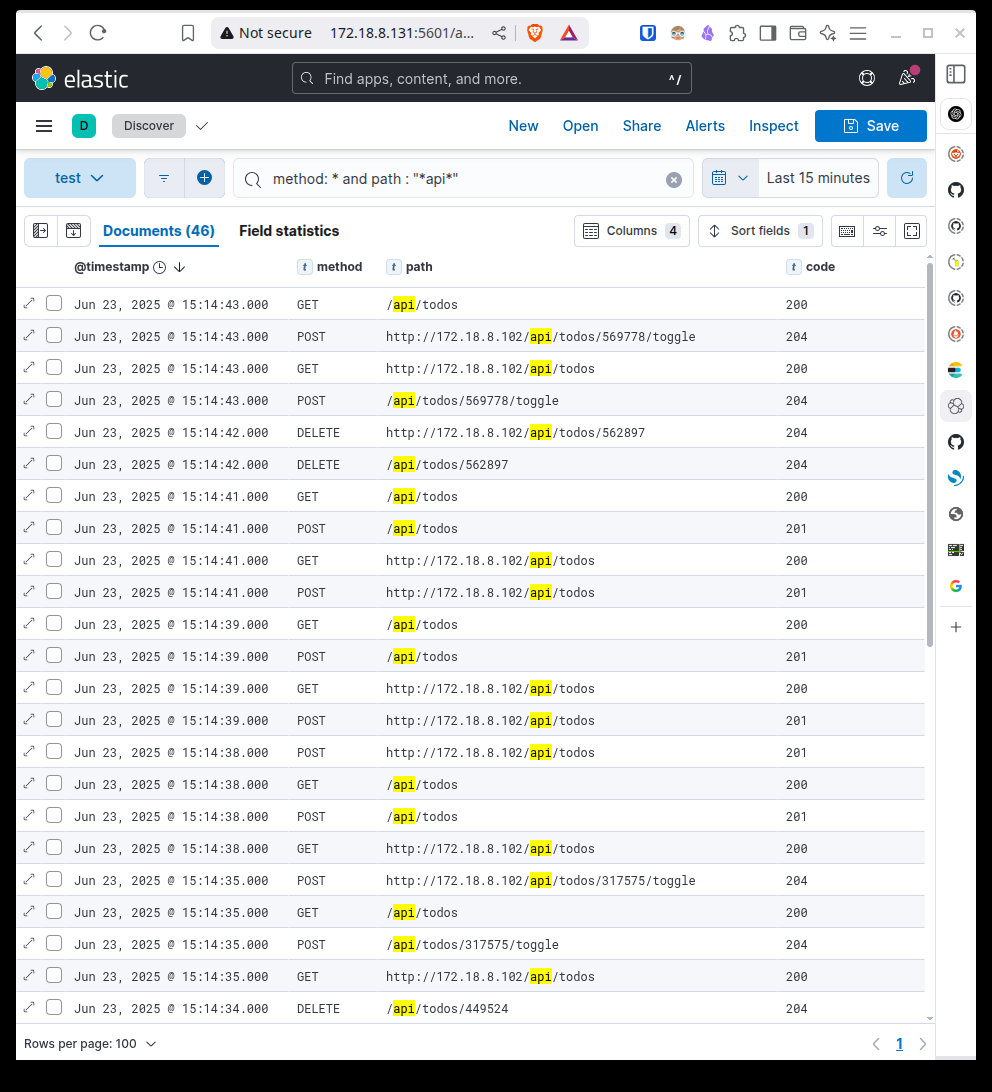 Not secure 172.18.8.131:5601/a...
elastic Find apps, content, and more. ^/
D Discover New Open Share Alerts Inspect Save
test method: * and path : "*api*" Last 15 minutes
Documents (46) Field statistics Columns 4 Sort fields 1
@timestamp t method t path t code
Jun 23, 2025 @ 15:14:43.000 GET /api/todos 200
Jun 23, 2025 @ 15:14:43.000 POST http://172.18.8.102/api/todos/569778/toggle 204
Jun 23, 2025 @ 15:14:43.000 GET http://172.18.8.102/api/todos 200
Jun 23, 2025 @ 15:14:43.000 POST /api/todos/569778/toggle 204
Jun 23, 2025 @ 15:14:42.000 DELETE http://172.18.8.102/api/todos/562897 204
Jun 23, 2025 @ 15:14:42.000 DELETE /api/todos/562897 204
Jun 23, 2025 @ 15:14:41.000 GET /api/todos 200
Jun 23, 2025 @ 15:14:41.000 POST /api/todos 201
Jun 23, 2025 @ 15:14:41.000 GET http://172.18.8.102/api/todos 200
Jun 23, 2025 @ 15:14:41.000 POST http://172.18.8.102/api/todos 201
Jun 23, 2025 @ 15:14:39.000 GET /api/todos 200
Jun 23, 2025 @ 15:14:39.000 POST /api/todos 201
Jun 23, 2025 @ 15:14:39.000 GET http://172.18.8.102/api/todos 200
Jun 23, 2025 @ 15:14:39.000 POST http://172.18.8.102/api/todos 201
Jun 23, 2025 @ 15:14:38.000 POST http://172.18.8.102/api/todos 201
Jun 23, 2025 @ 15:14:38.000 GET /api/todos 200
Jun 23, 2025 @ 15:14:38.000 POST /api/todos 201
Jun 23, 2025 @ 15:14:38.000 GET http://172.18.8.102/api/todos 200
Jun 23, 2025 @ 15:14:35.000 POST http://172.18.8.102/api/todos/317575/toggle 204
Jun 23, 2025 @ 15:14:35.000 GET /api/todos 200
Jun 23, 2025 @ 15:14:35.000 POST /api/todos/317575/toggle 204
Jun 23, 2025 @ 15:14:35.000 GET http://172.18.8.102/api/todos 200
Jun 23, 2025 @ 15:14:34.000 DELETE /api/todos/449524 204
Rows per page: 100 1